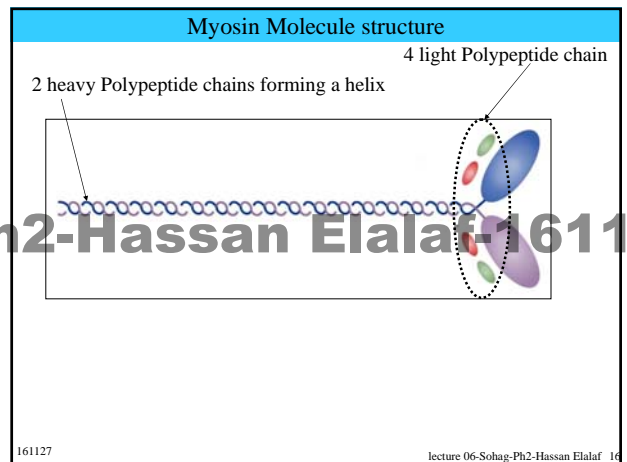 Myosin Molecule structure
4 light Polypeptide chain
2 heavy Polypeptide chains forming a helix
h2-Hassan Elalaf-1611
161127
lecture 06-Sohag-Ph2-Hassan Elalaf 16